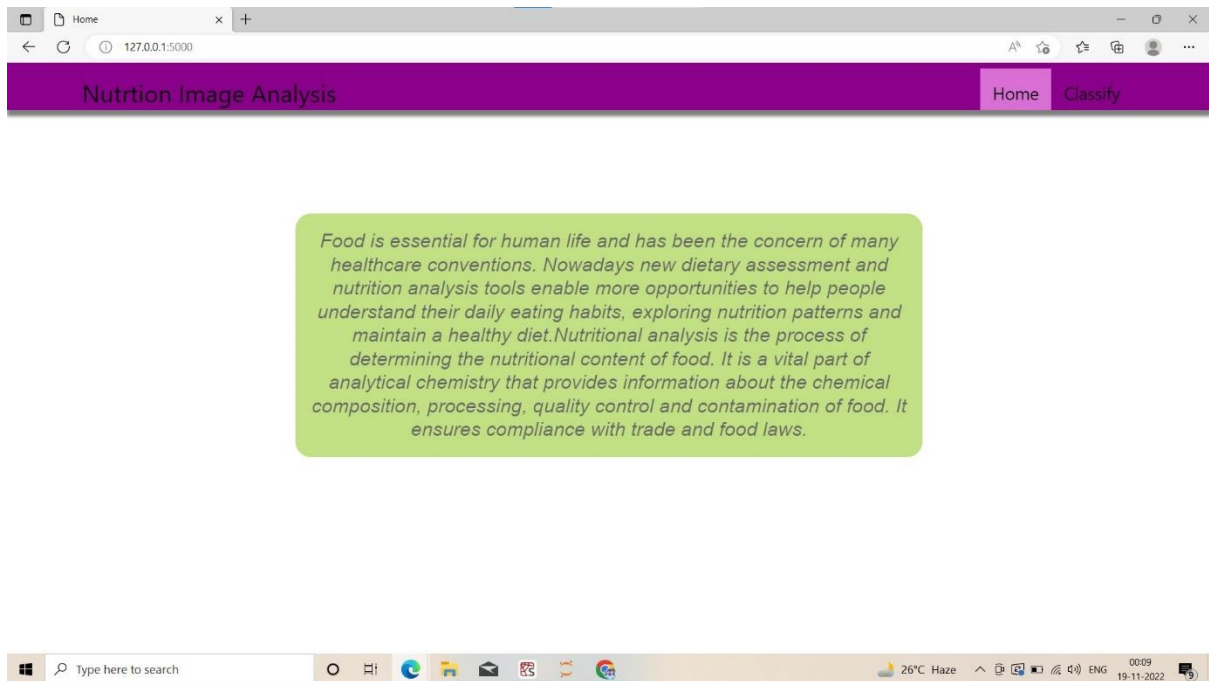 Home
127.0.0.1:5000
Nutrtion Image Analysis
Home
Classify
Food is essential for human life and has been the concern of many
healthcare conventions. Nowadays new dietary assessment and
nutrition analysis tools enable more opportunities to help people
understand their daily eating habits, exploring nutrition patterns and
maintain a healthy diet.Nutritional analysis is the process of
determining the nutritional content of food. It is a vital part of
analytical chemistry that provides information about the chemical
composition, processing, quality control and contamination of food. It
ensures compliance with trade and food laws.
Type here to search
26°C Haze
ENG
00:09
19-11-2022